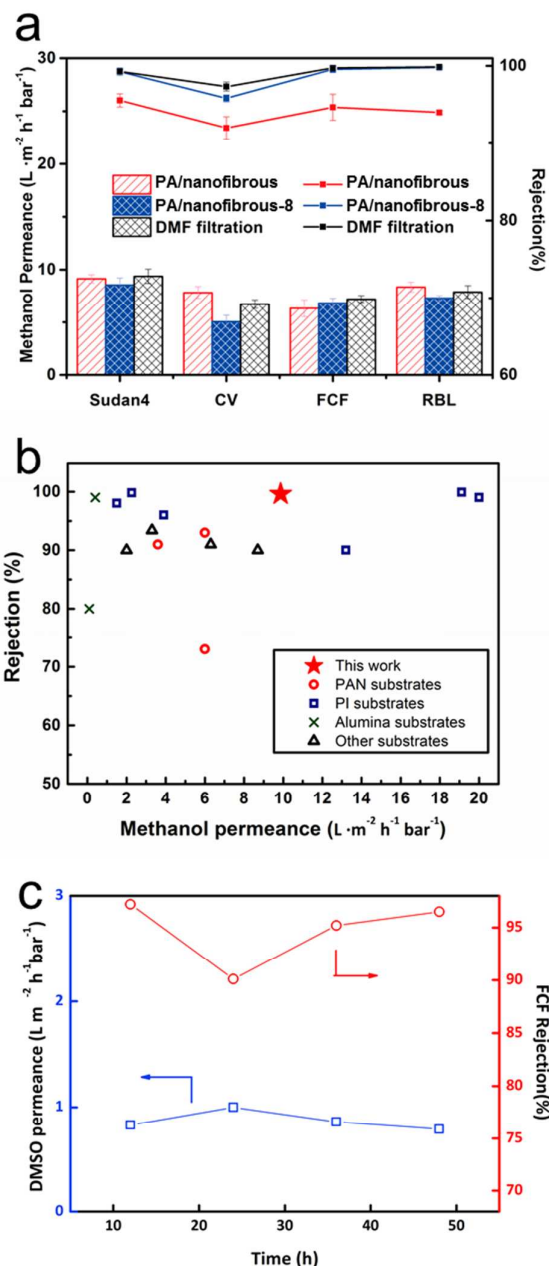 a
Methanol Permeance (L ·m⁻² h⁻¹ bar⁻¹)
30
20
10
0
PA/nanofibrous
PA/nanofibrous-8
DMF filtration
PA/nanofibrous
PA/nanofibrous-8
DMF filtration
Sudan4 CV FCF RBL
100
80
60
Rejection(%)
b
Rejection (%)
100
90
80
70
60
50
This work
PAN substrates
PI substrates
Alumina substrates
Other substrates
0 2 4 6 8 10 12 14 16 18 20
Methanol permeance (L ·m⁻² h⁻¹ bar⁻¹)
c
DMSO permeance (L m ⁻² h⁻¹bar⁻¹)
3
2
1
0
95
90
85
80
75
70
FCF Rejection(%)
10 20 30 40 50
Time (h)